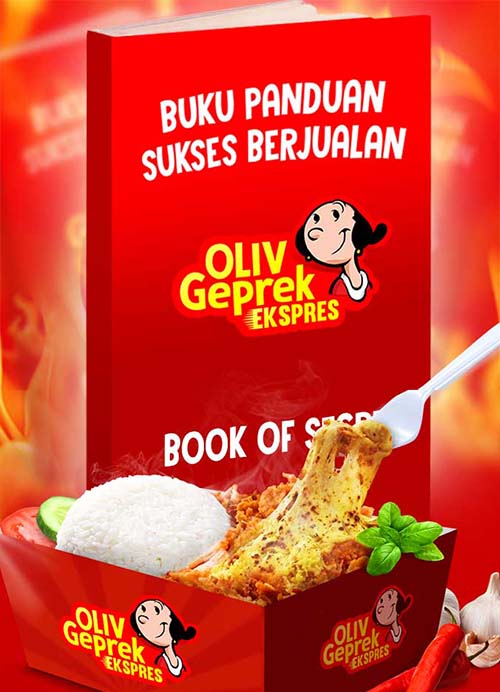 BUKU PANDUAN
SUKSES BERJUALAN
OLIV
Geprek
EKSPRES
BOOK OF
OLIV
Geprek
EKSPRES
OLIV
Geprek
EKSPRES